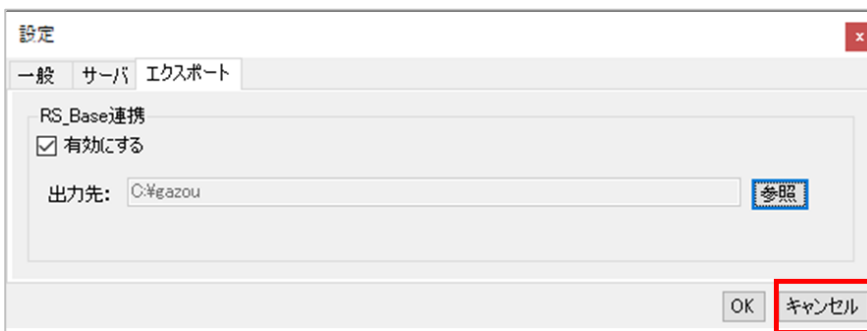 設定
x
一般 サーバ エクスポート
RS_Base連携
有効にする
出力先: C:¥gazou 参照
OK キャンセル